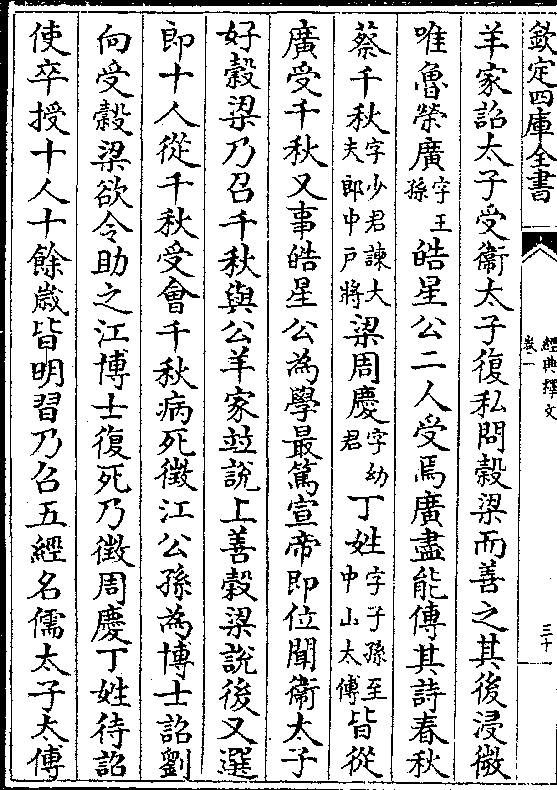 欽定四庫全書
經典釋文
卷一
三十
羊家詔太子受衛太子復私問穀梁而善之其後浸微
唯魯榮廣字王孫皓星公二人受焉廣盡能傳其詩春秋
蔡千秋字少君諫大夫郎中戶將梁周慶字幼君丁姓字子孫至中山太傅皆從
廣受千秋又事皓星公為學最篤宣帝即位聞衛太子
好穀梁乃召千秋與公羊家竝說上善穀梁說後又選
郎十人從千秋受會千秋病死徵江公孫為博士詔劉
向受穀梁欲令助之江博士復死乃徵周慶丁姓待詔
使卒授十人十餘歲皆明習乃召五經名儒太子太傅